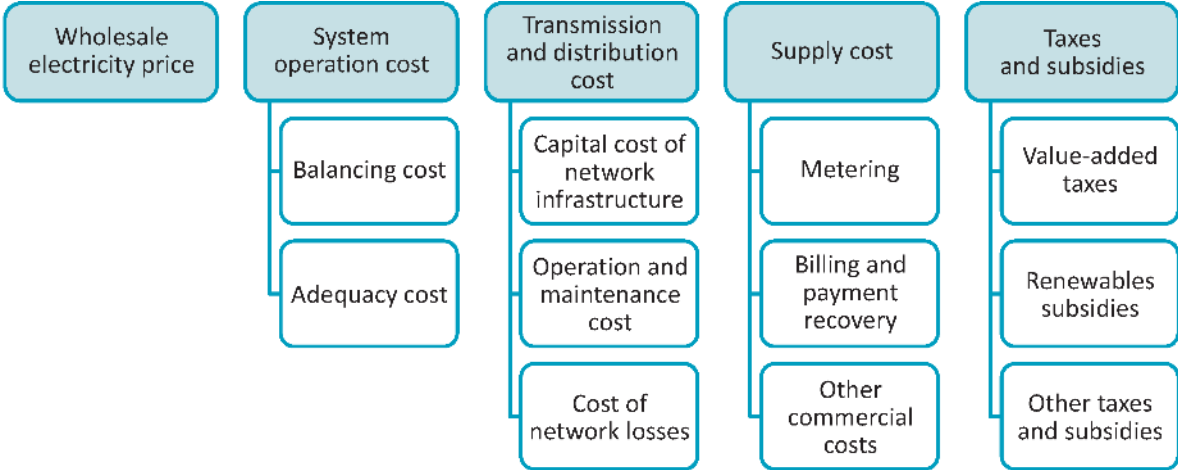 Wholesale
electricity price
System
operation cost
Balancing cost
Adequacy cost
Transmission
and distribution
cost
Capital cost of
network
infrastructure
Operation and
maintenance
cost
Cost of
network losses
Supply cost
Metering
Billing and
payment
recovery
Other
commercial
costs
Taxes
and subsidies
Value-added
taxes
Renewables
subsidies
Other taxes
and subsidies